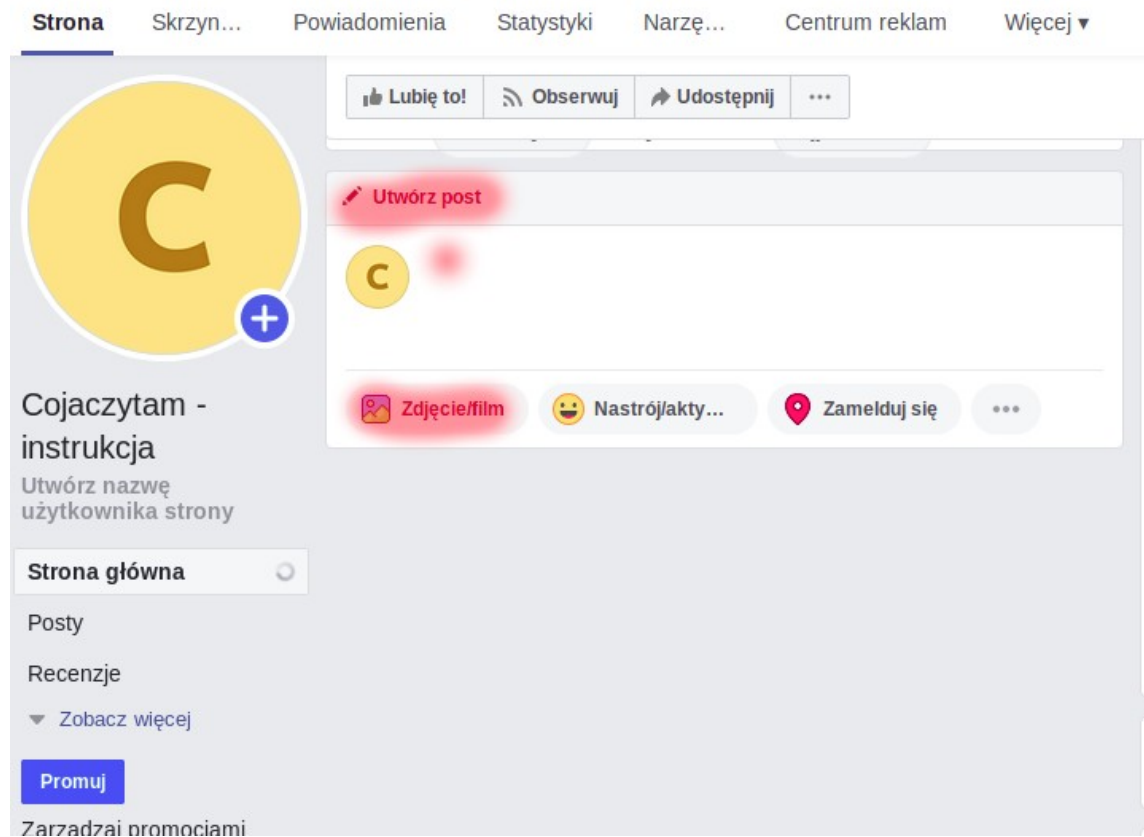 Strona Skrzyn... Powiadomienia Statystyki Narzę... Centrum reklam Więcej ▾
Lubię to! Obserwuj Udostępnij ...
Utwórz post
C
C
Zdjęcie/film Nastrój/akty... Zamelduj się ...
Cojaczytam -
instrukcja
Utwórz nazwę
użytkownika strony
Strona główna
Posty
Recenzje
Zobacz więcej
Promuj
Zarządzaj promocjami